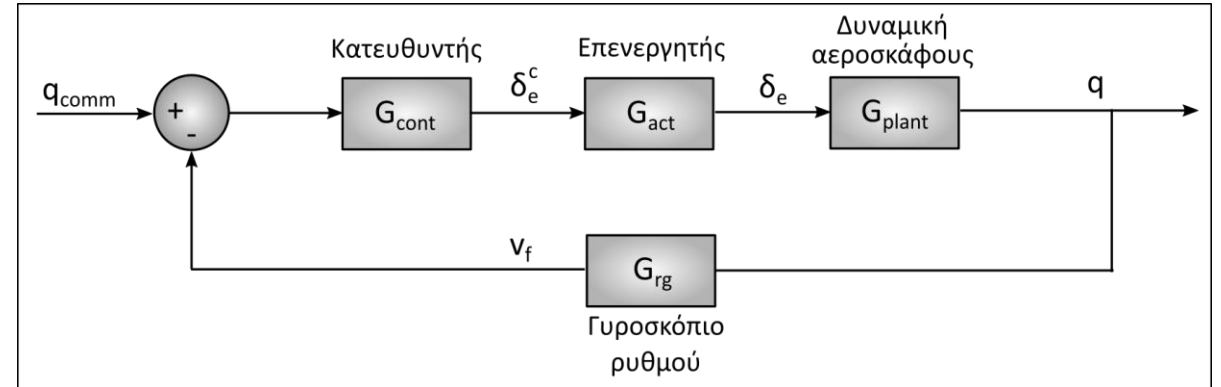 Κατευθυντής
Επενεργητής
Δυναμική
αεροσκάφους
q_comm
+
-
G_cont
δ_e^c
G_act
δ_e
G_plant
q
v_f
G_rg
Γυροσκόπιο
ρυθμού